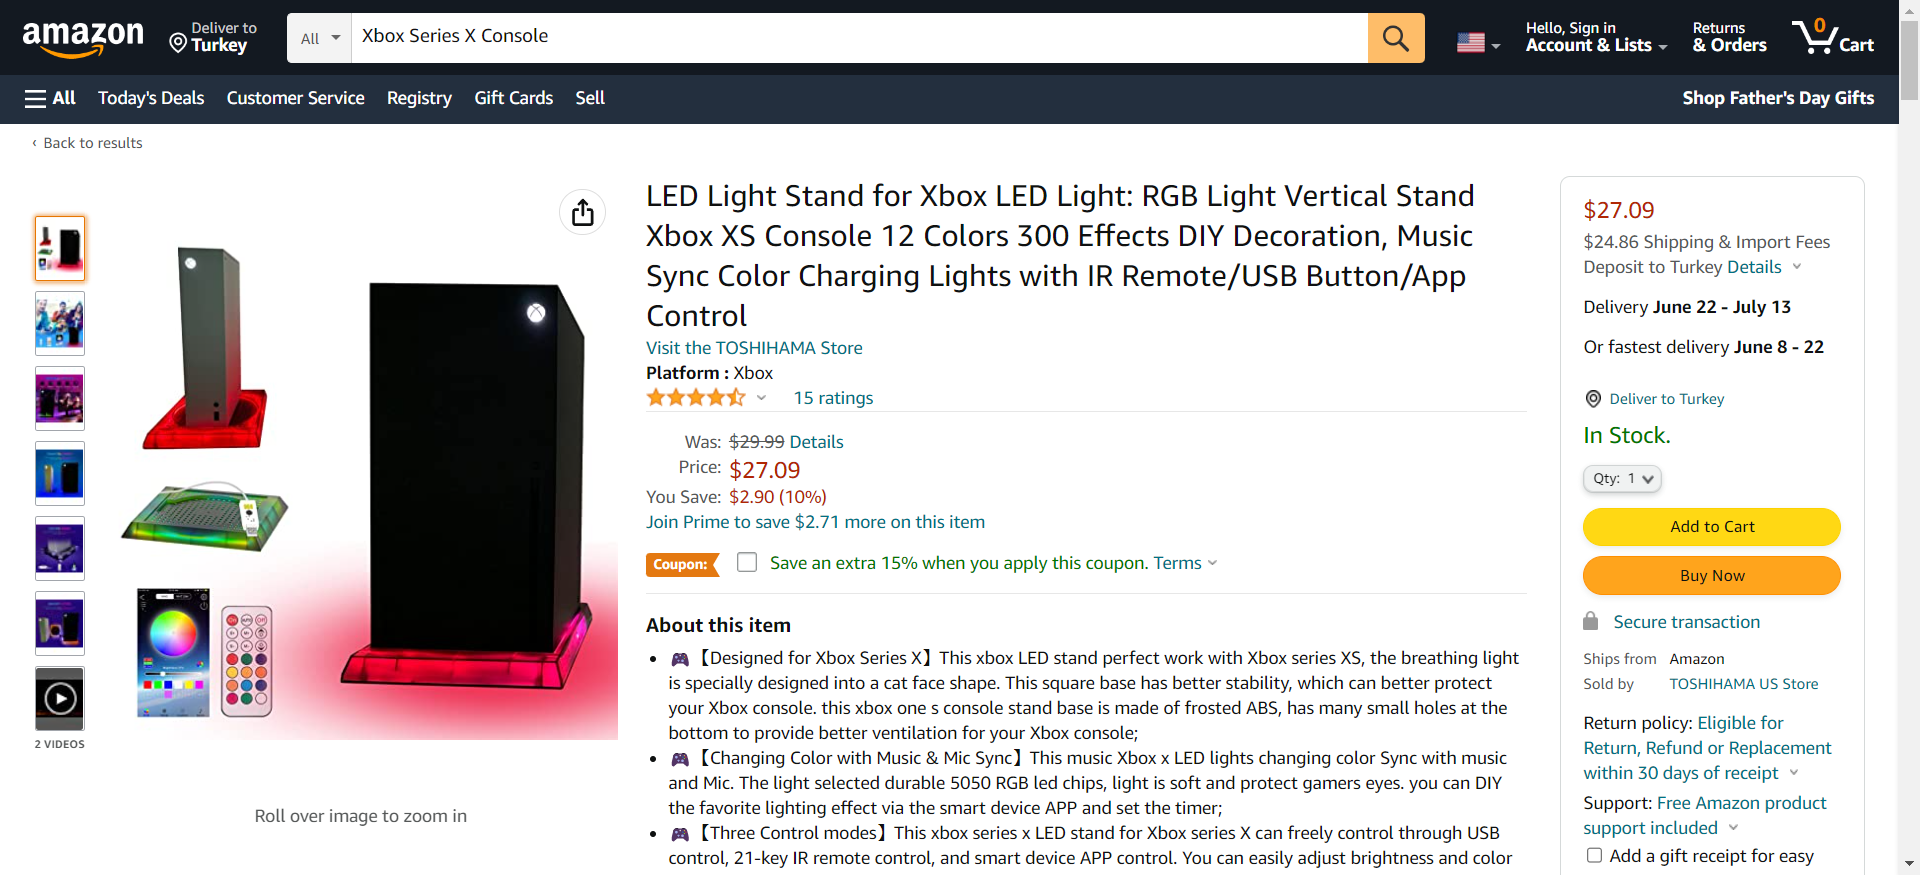 amazon
Deliver to
Turkey
All
Xbox Series X Console
Hello, Sign in
Account & Lists
Returns
& Orders
0
Cart
All
Today's Deals
Customer Service
Registry
Gift Cards
Sell
Shop Father's Day Gifts
‹ Back to results
2 VIDEOS
Roll over image to zoom in
LED Light Stand for Xbox LED Light: RGB Light Vertical Stand
Xbox XS Console 12 Colors 300 Effects DIY Decoration, Music
Sync Color Charging Lights with IR Remote/USB Button/App
Control
Visit the TOSHIHAMA Store
Platform : Xbox
15 ratings
Was: $29.99 Details
Price: $27.09
You Save: $2.90 (10%)
Join Prime to save $2.71 more on this item
Coupon: Save an extra 15% when you apply this coupon. Terms
About this item
• 🎮【Designed for Xbox Series X】This xbox LED stand perfect work with Xbox series XS, the breathing light
is specially designed into a cat face shape. This square base has better stability, which can better protect
your Xbox console. this xbox one s console stand base is made of frosted ABS, has many small holes at the
bottom to provide better ventilation for your Xbox console;
• 🎮【Changing Color with Music & Mic Sync】This music Xbox x LED lights changing color Sync with music
and Mic. The light selected durable 5050 RGB led chips, light is soft and protect gamers eyes. you can DIY
the favorite lighting effect via the smart device APP and set the timer;
• 🎮【Three Control modes】This xbox series x LED stand for Xbox series X can freely control through USB
control, 21-key IR remote control, and smart device APP control. You can easily adjust brightness and color
$27.09
$24.86 Shipping & Import Fees
Deposit to Turkey Details
Delivery June 22 - July 13
Or fastest delivery June 8 - 22
Deliver to Turkey
In Stock.
Qty: 1
Add to Cart
Buy Now
Secure transaction
Ships from Amazon
Sold by TOSHIHAMA US Store
Return policy: Eligible for
Return, Refund or Replacement
within 30 days of receipt
Support: Free Amazon product
support included
Add a gift receipt for easy